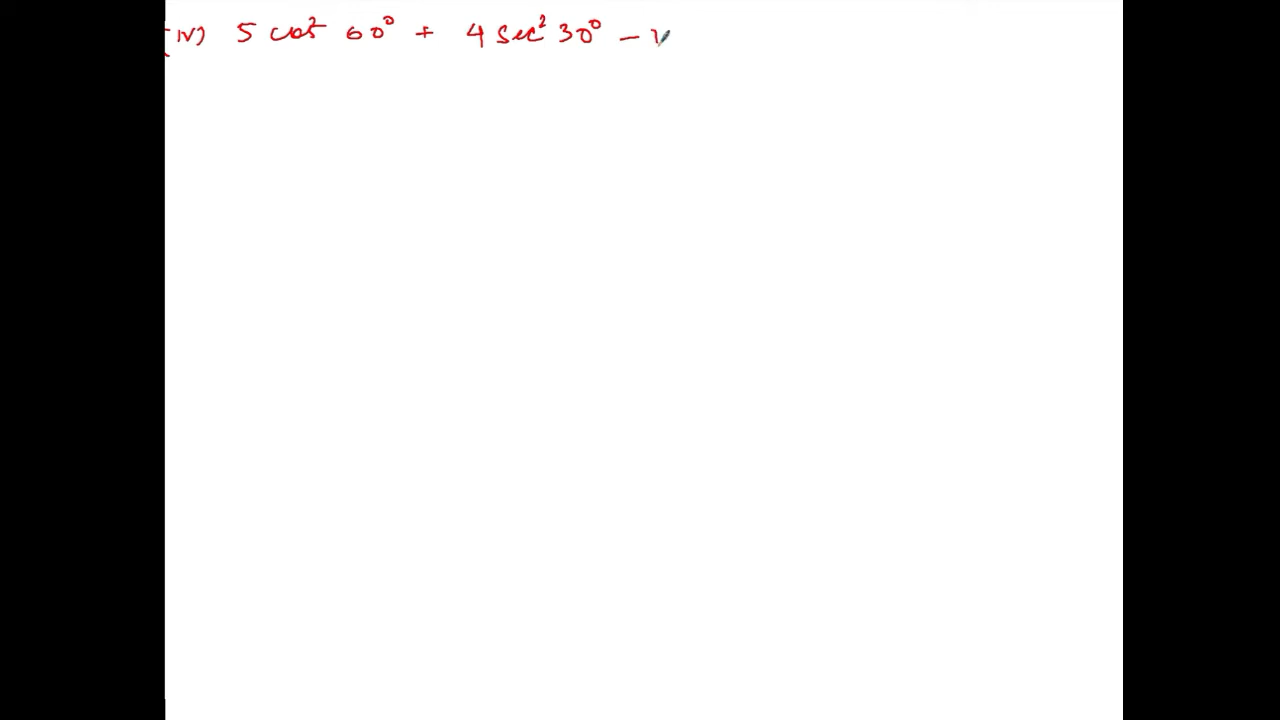 (iv) 5 cos² 60° + 4 sec² 30° –